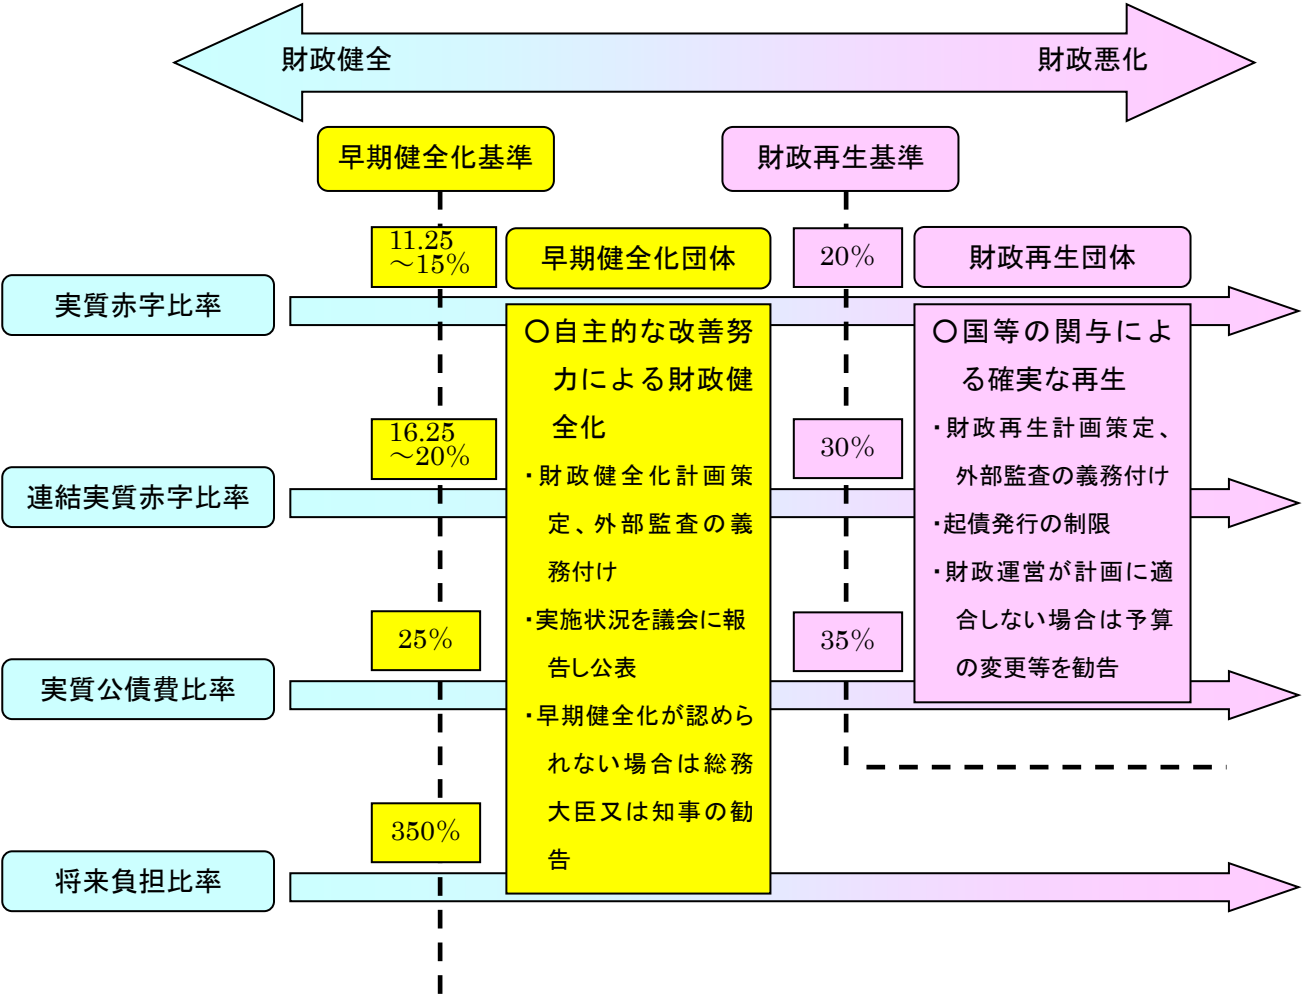 財政健全
財政悪化
早期健全化基準
財政再生基準
11.25
～15%
早期健全化団体
20%
財政再生団体
実質赤字比率
〇自主的な改善努
力による財政健
全化
・財政健全化計画策
定、外部監査の義
務付け
・実施状況を議会に報
告し公表
・早期健全化が認めら
れない場合は総務
大臣又は知事の勧
告
〇国等の関与によ
る確実な再生
・財政再生計画策定、
外部監査の義務付け
・起債発行の制限
・財政運営が計画に適
合しない場合は予算
の変更等を勧告
16.25
～20%
30%
連結実質赤字比率
25%
35%
実質公債費比率
350%
将来負担比率